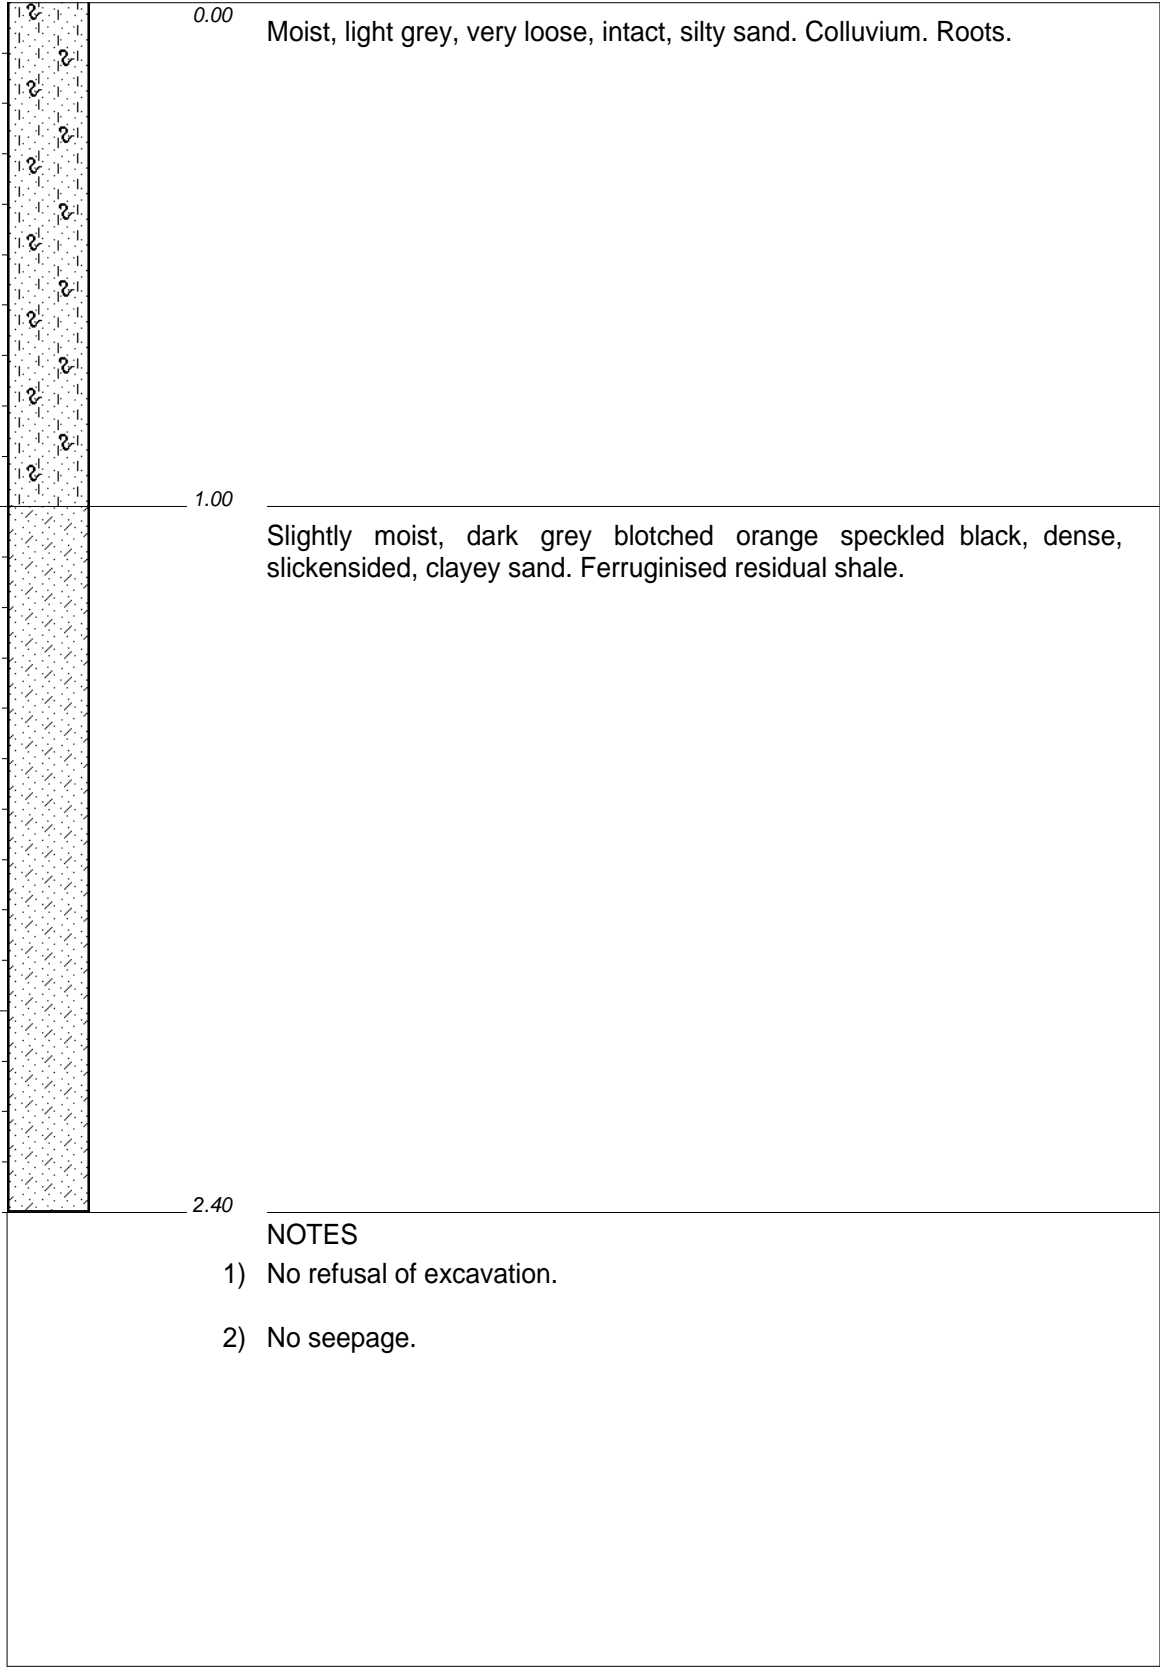 0.00
Moist, light grey, very loose, intact, silty sand. Colluvium. Roots.
1.00
Slightly moist, dark grey blotched orange speckled black, dense,
slickensided, clayey sand. Ferruginised residual shale.
2.40
NOTES
1) No refusal of excavation.
2) No seepage.